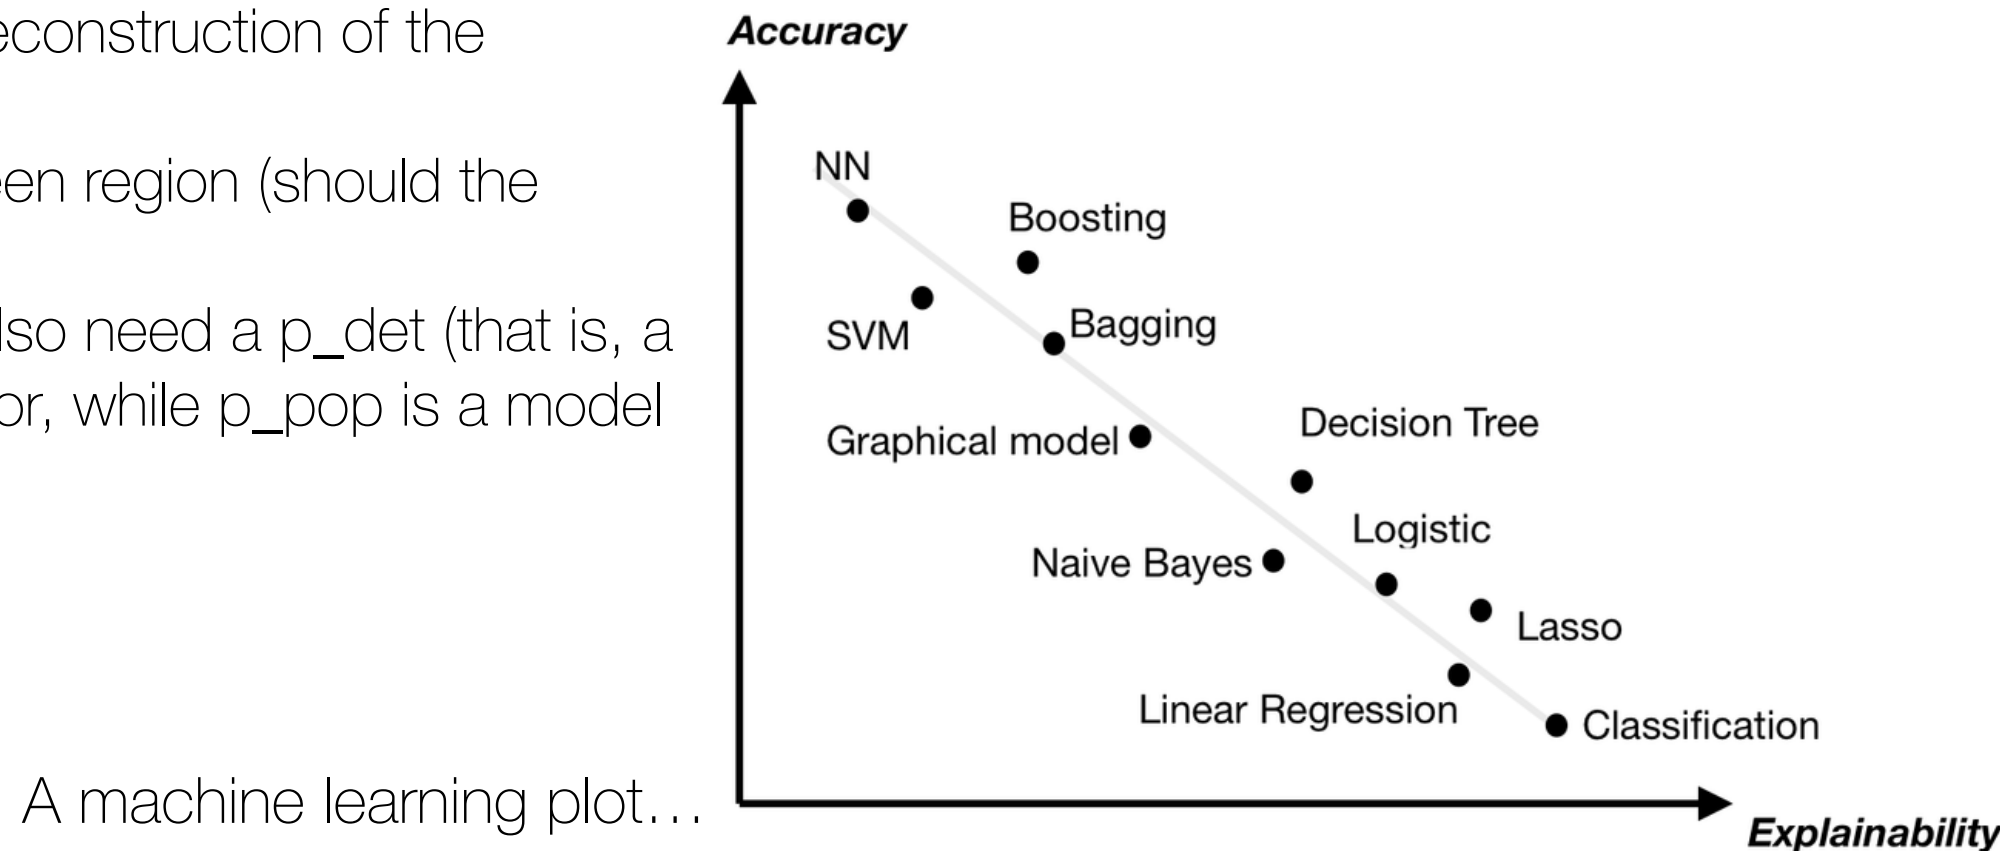 econstruction of the
een region (should the
lso need a p_det (that is, a
or, while p_pop is a model
A machine learning plot…
Accuracy
NN
Boosting
SVM
Bagging
Graphical model
Decision Tree
Logistic
Naive Bayes
Lasso
Linear Regression
Classification
Explainability